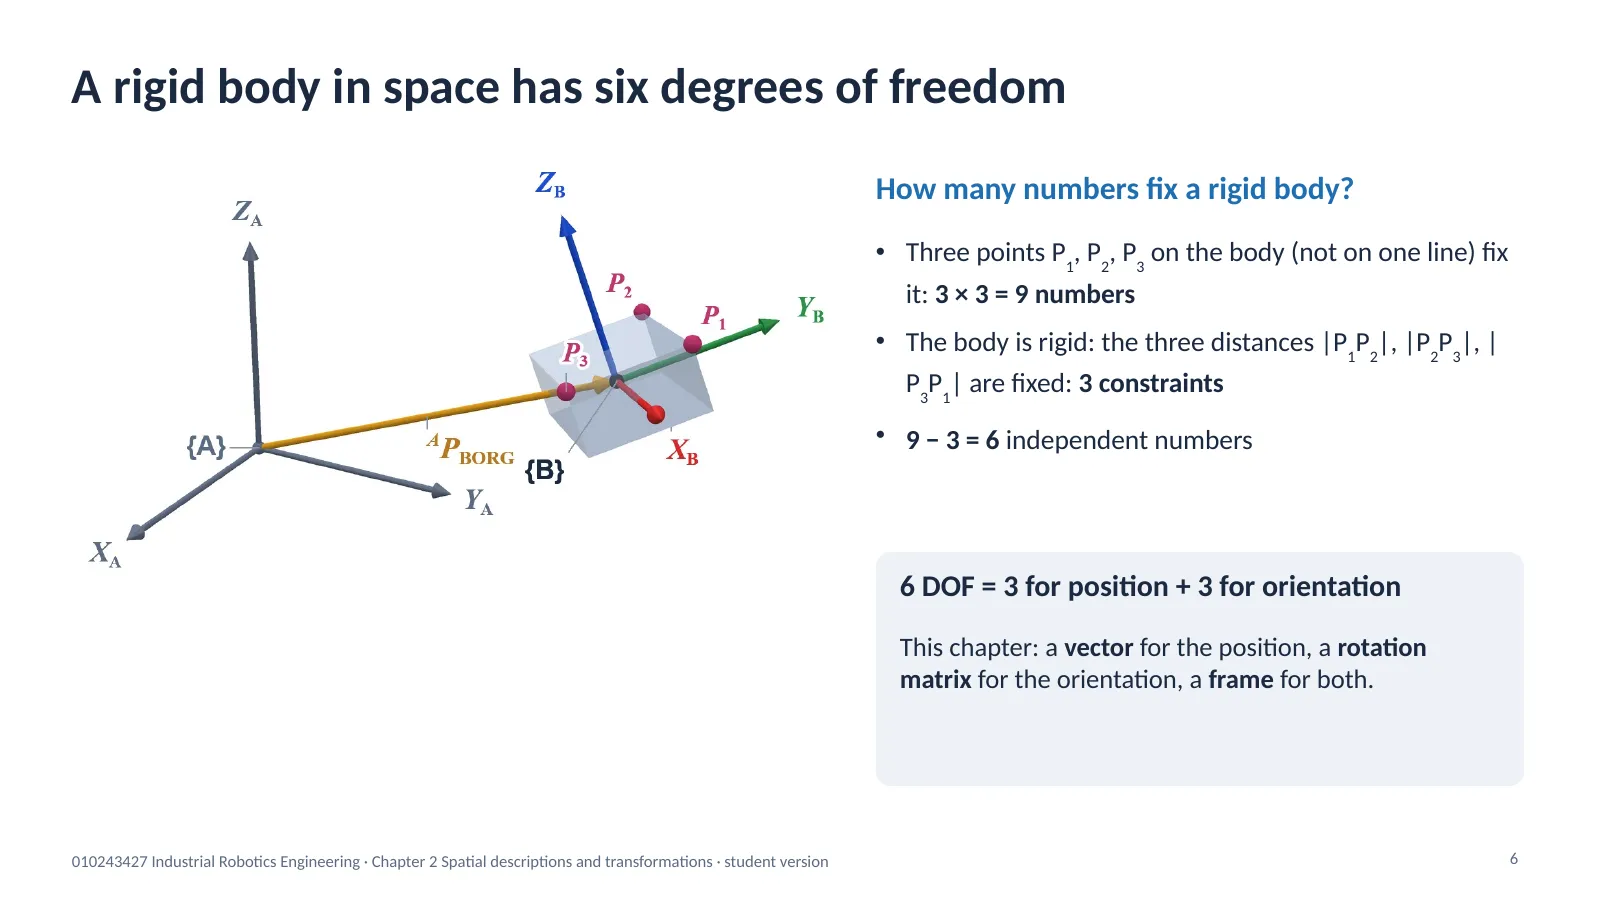 A rigid body in space has six degrees of freedom
Z_A
Z_B
P_2
P_1
Y_B
P_3
{A}
^A P_BORG
{B}
X_B
Y_A
X_A
How many numbers fix a rigid body?
• Three points P_1, P_2, P_3 on the body (not on one line) fix
it: 3 × 3 = 9 numbers
• The body is rigid: the three distances |P_1P_2|, |P_2P_3|, |
P_3P_1| are fixed: 3 constraints
• 9 − 3 = 6 independent numbers
6 DOF = 3 for position + 3 for orientation
This chapter: a vector for the position, a rotation
matrix for the orientation, a frame for both.
010243427 Industrial Robotics Engineering · Chapter 2 Spatial descriptions and transformations · student version
6